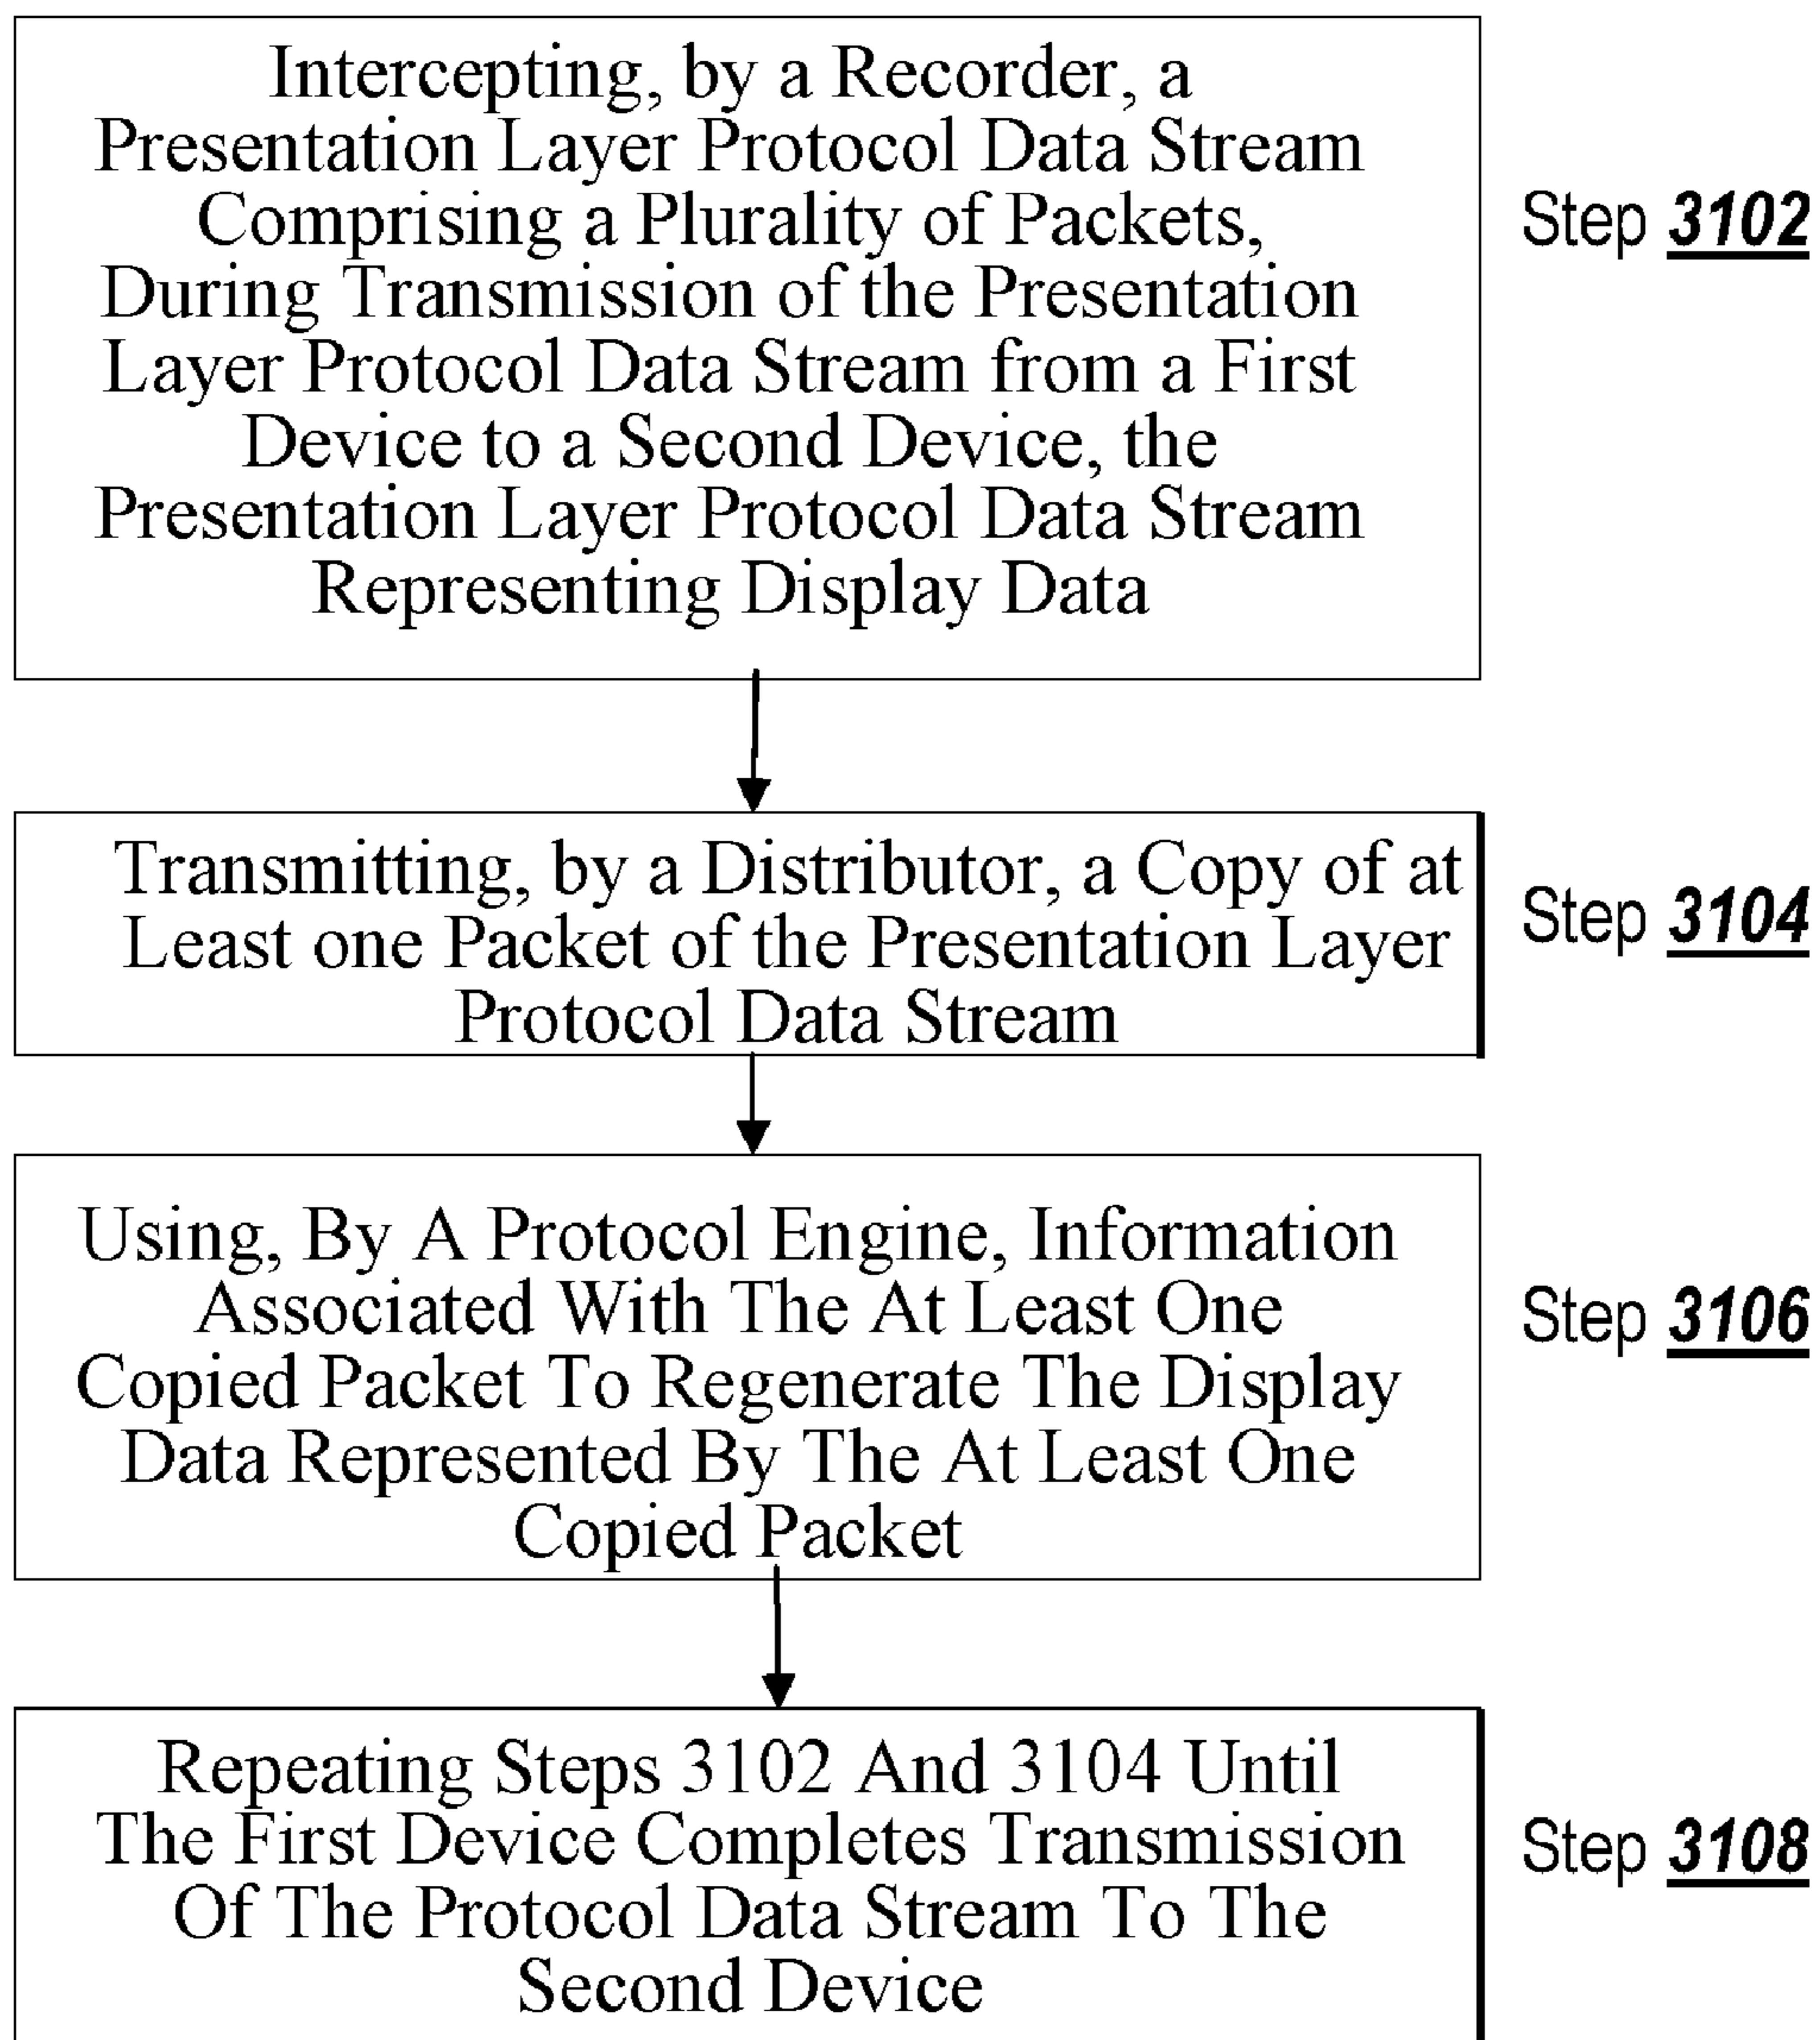 Intercepting, by a Recorder, a
Presentation Layer Protocol Data Stream
Comprising a Plurality of Packets,
During Transmission of the Presentation
Layer Protocol Data Stream from a First
Device to a Second Device, the
Presentation Layer Protocol Data Stream
Representing Display Data
Step 3102
Transmitting, by a Distributor, a Copy of at
Least one Packet of the Presentation Layer
Protocol Data Stream
Step 3104
Using, By A Protocol Engine, Information
Associated With The At Least One
Copied Packet To Regenerate The Display
Data Represented By The At Least One
Copied Packet
Step 3106
Repeating Steps 3102 And 3104 Until
The First Device Completes Transmission
Of The Protocol Data Stream To The
Second Device
Step 3108